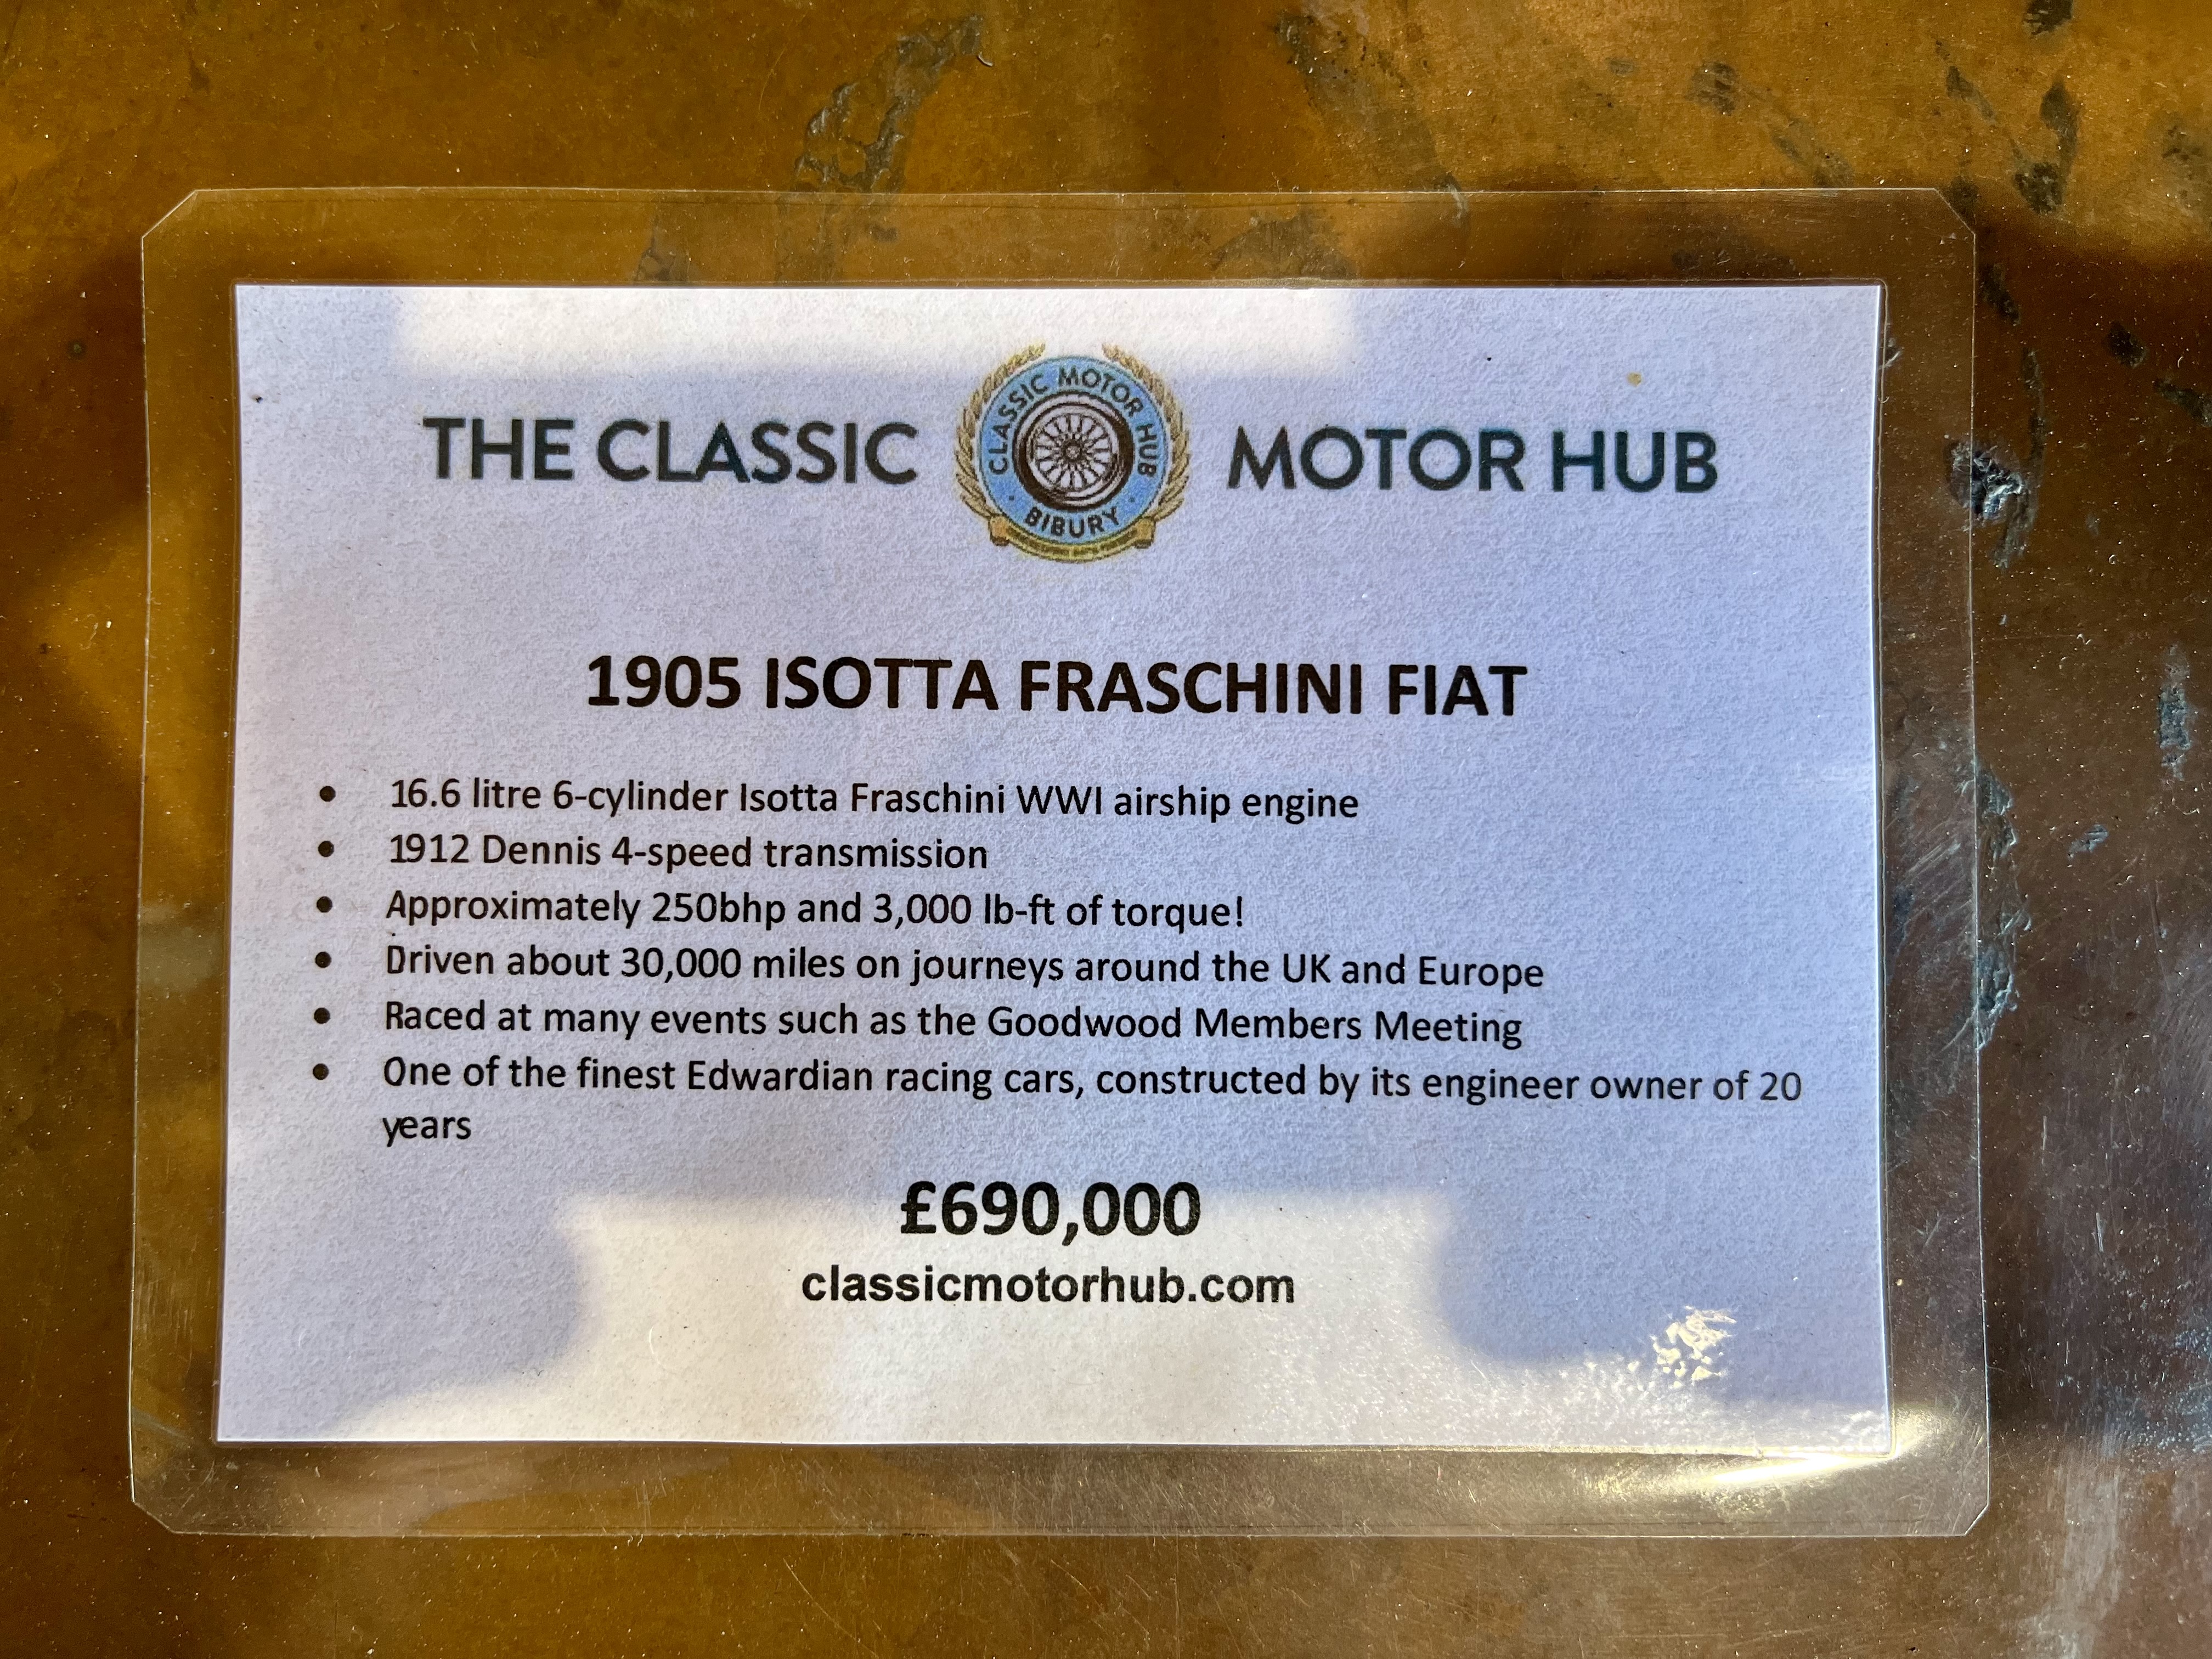 THE CLASSIC MOTOR HUB
CLASSIC MOTOR HUB
BIBURY
1905 ISOTTA FRASCHINI FIAT
• 16.6 litre 6-cylinder Isotta Fraschini WWI airship engine
• 1912 Dennis 4-speed transmission
• Approximately 250bhp and 3,000 lb-ft of torque!
• Driven about 30,000 miles on journeys around the UK and Europe
• Raced at many events such as the Goodwood Members Meeting
• One of the finest Edwardian racing cars, constructed by its engineer owner of 20
years
£690,000
classicmotorhub.com